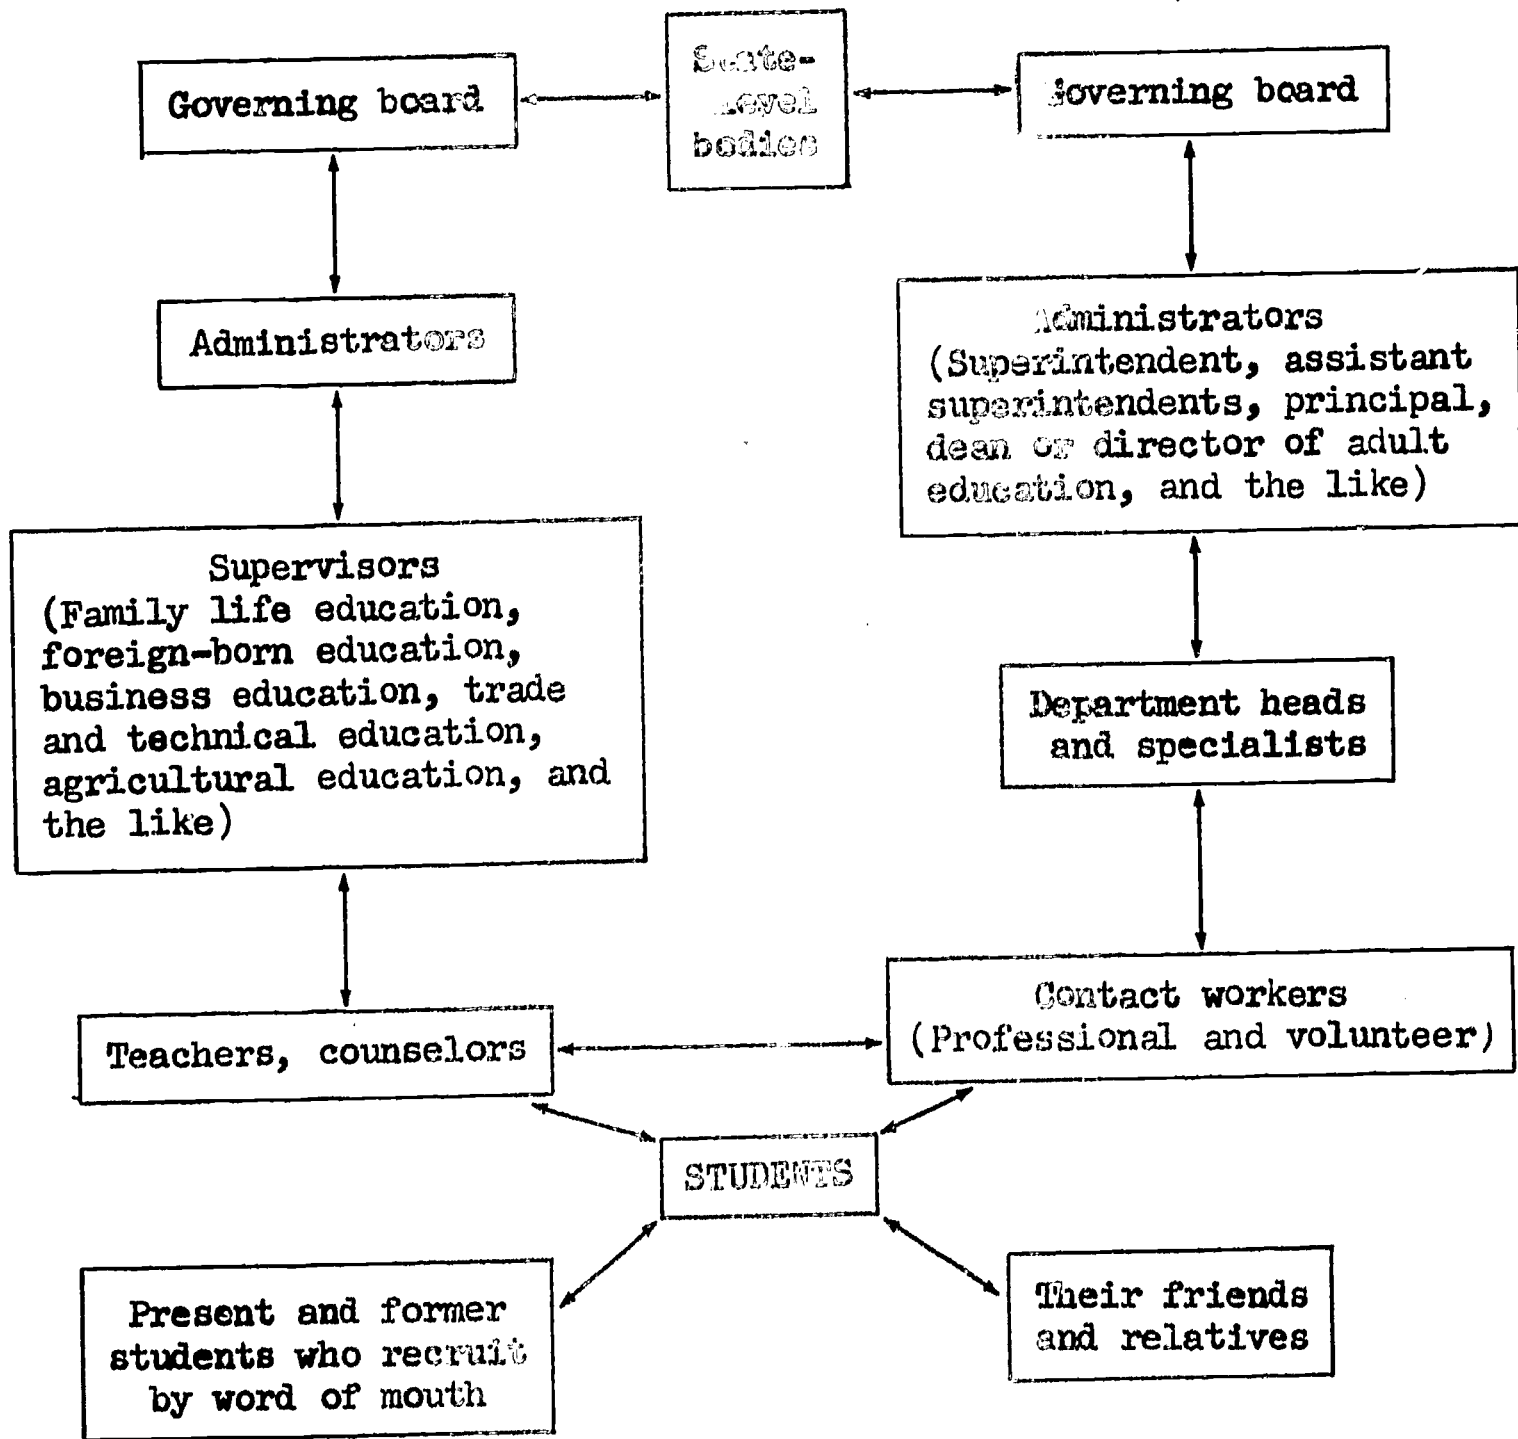 Governing board
State-
level
bodies
Governing board
Administrators
Administrators
(Superintendent, assistant
superintendents, principal,
dean or director of adult
education, and the like)
Supervisors
(Family life education,
foreign-born education,
business education, trade
and technical education,
agricultural education, and
the like)
Department heads
and specialists
Teachers, counselors
Contact workers
(Professional and volunteer)
STUDENTS
Present and former
students who recruit
by word of mouth
Their friends
and relatives